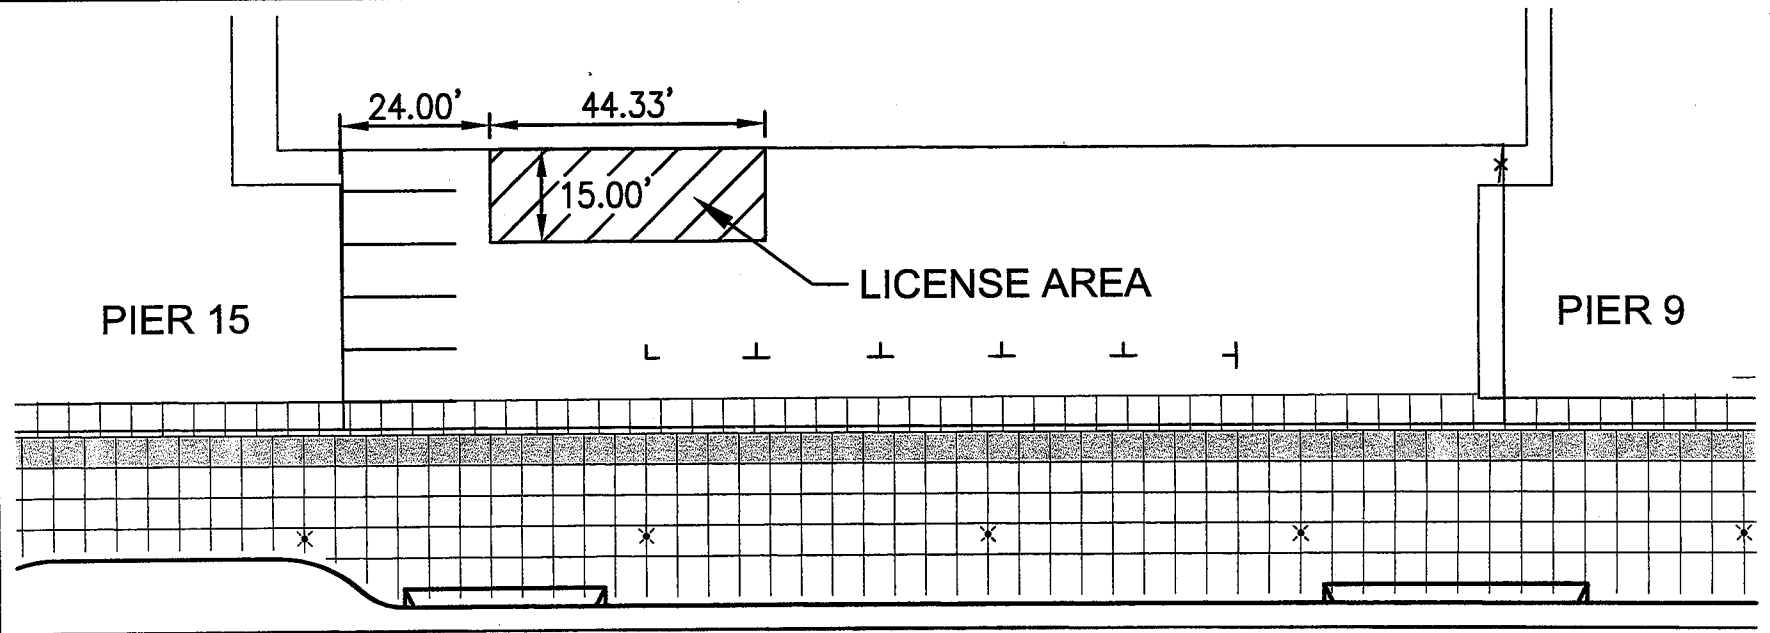 24.00' 44.33'
15.00'
LICENSE AREA
PIER 15
PIER 9